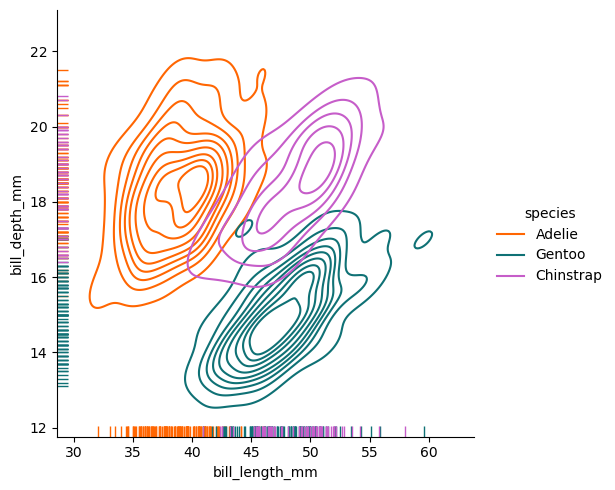 22
20
18
16
14
12
bill_depth_mm
30 35 40 45 50 55 60
bill_length_mm
species
Adelie
Gentoo
Chinstrap